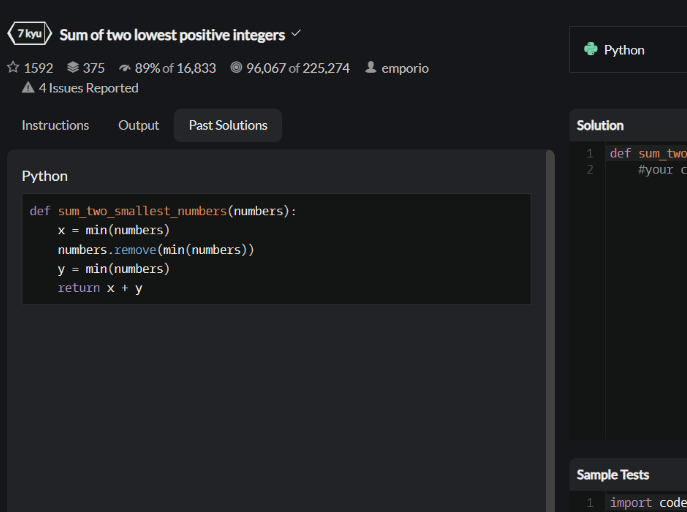 7 kyu Sum of two lowest positive integers
Python
1592 375 89% of 16,833 96,067 of 225,274 emporio
4 Issues Reported
Instructions Output Past Solutions
Solution
Python
def sum_two_smallest_numbers(numbers):
    x = min(numbers)
    numbers.remove(min(numbers))
    y = min(numbers)
    return x + y
1 def sum_two
2 #your c
Sample Tests
1 import code